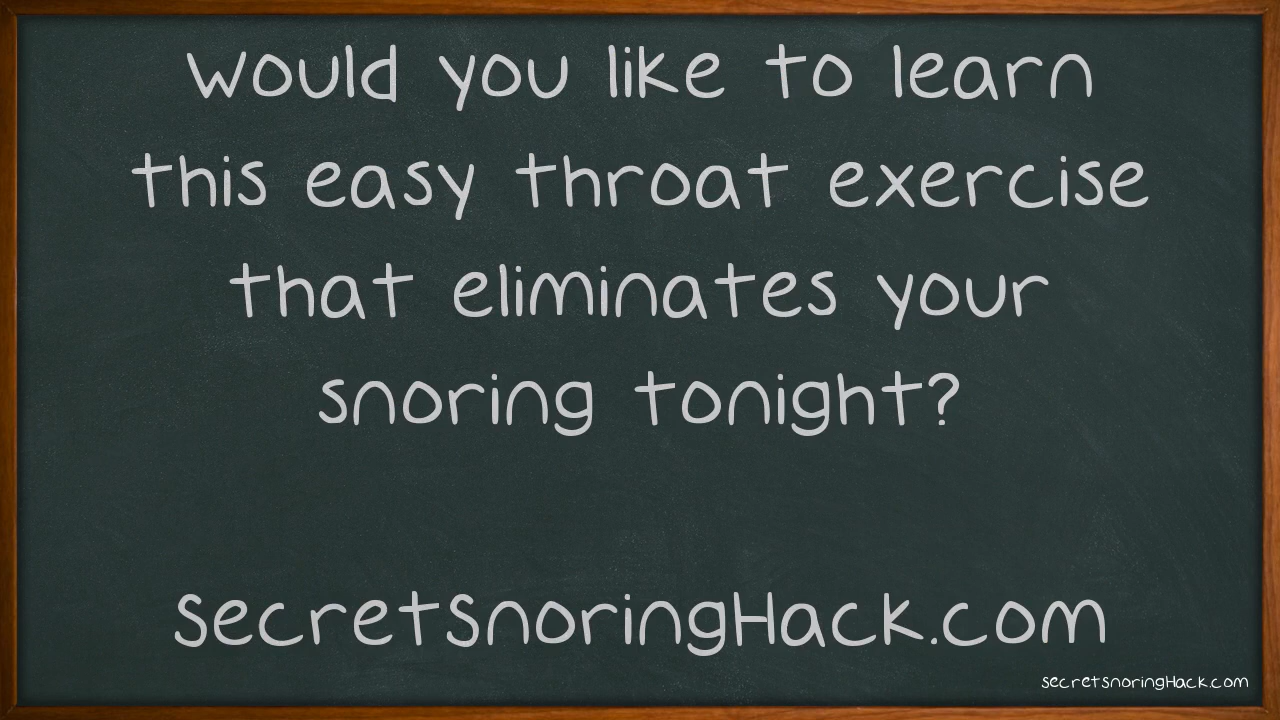 Would you like to learn
this easy throat exercise
that eliminates your
snoring tonight?
SecretSnoringHack.com
SecretSnoringHack.com